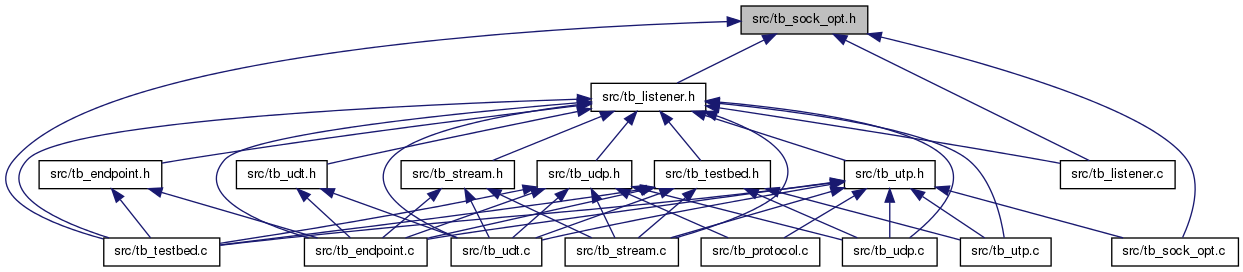 src/tb_sock_opt.h
src/tb_listener.h
src/tb_endpoint.h
src/tb_udt.h
src/tb_stream.h
src/tb_udp.h
src/tb_testbed.h
src/tb_utp.h
src/tb_listener.c
src/tb_testbed.c
src/tb_endpoint.c
src/tb_udt.c
src/tb_stream.c
src/tb_protocol.c
src/tb_udp.c
src/tb_utp.c
src/tb_sock_opt.c